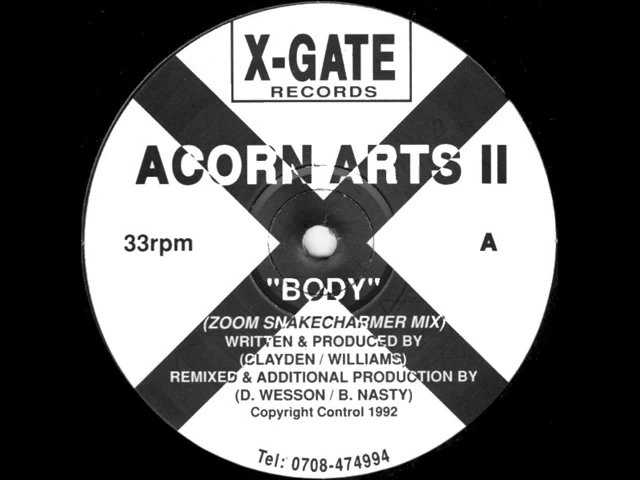 X-GATE
RECORDS
ACORN ARTS II
33rpm
A
"BODY"
(ZOOM SNAKECHARMER MIX)
WRITTEN & PRODUCED BY
(CLAYDEN / WILLIAMS)
REMIXED & ADDITIONAL PRODUCTION BY
(D. WESSON / B. NASTY)
Copyright Control 1992
Tel: 0708-474994